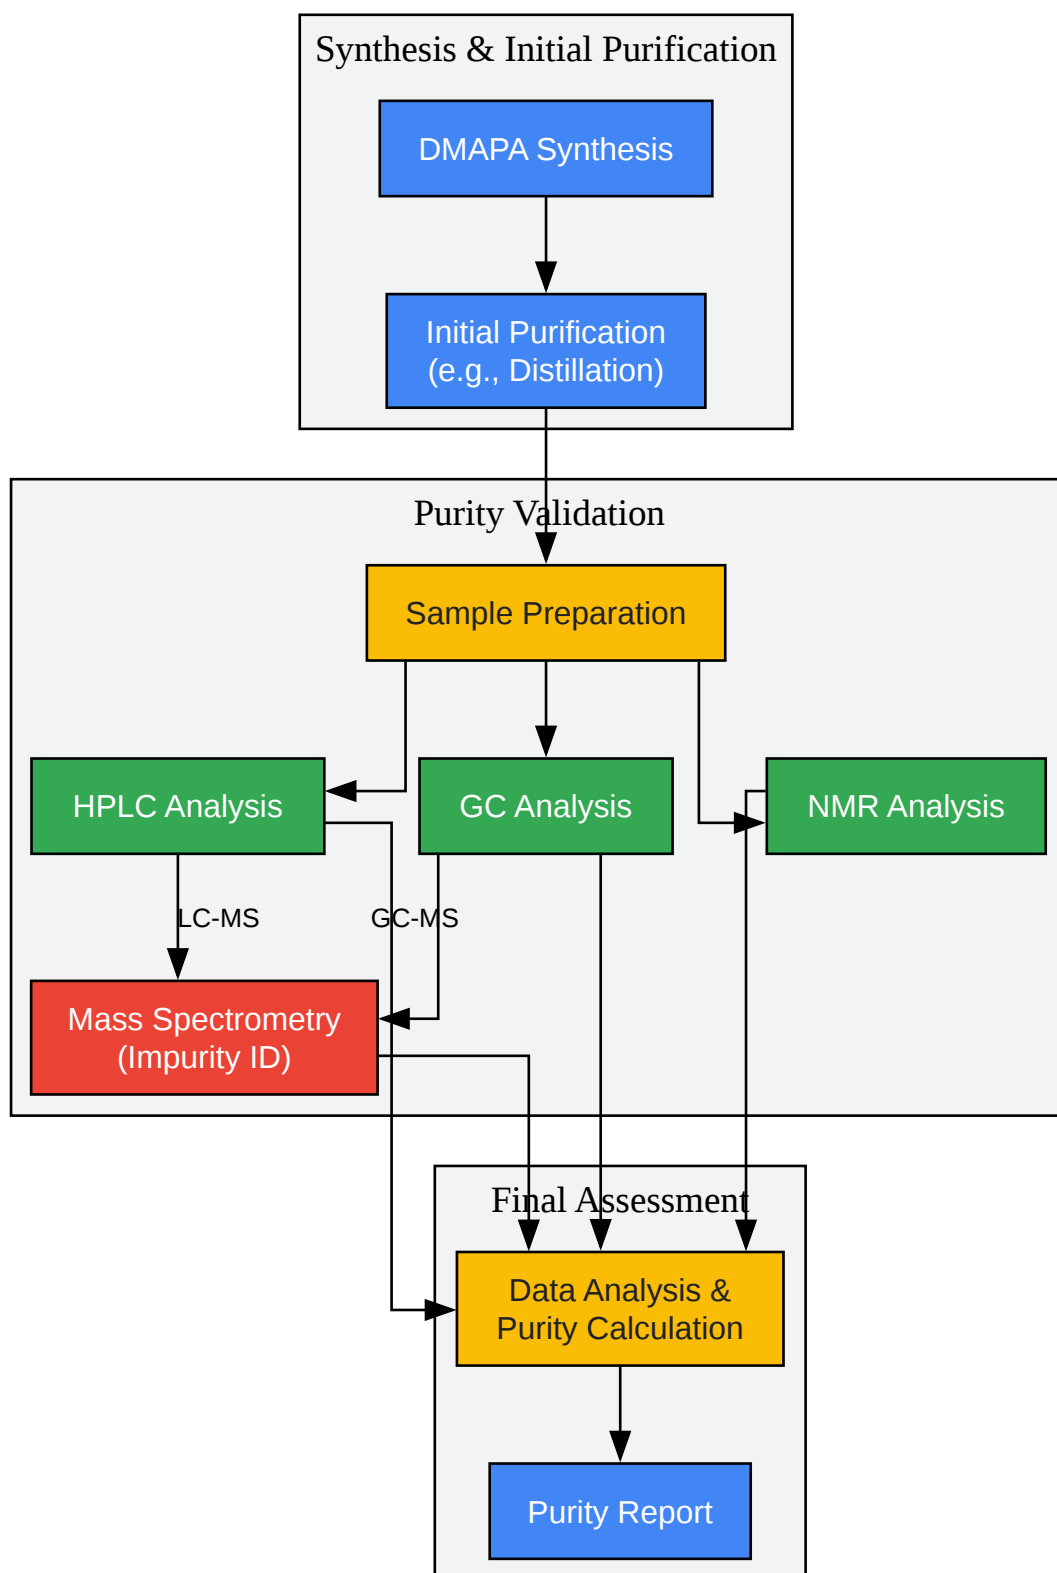 Synthesis & Initial Purification
DMAPA Synthesis
Initial Purification
(e.g., Distillation)
Purity Validation
Sample Preparation
HPLC Analysis
GC Analysis
NMR Analysis
LC-MS
GC-MS
Mass Spectrometry
(Impurity ID)
Final Assessment
Data Analysis &
Purity Calculation
Purity Report